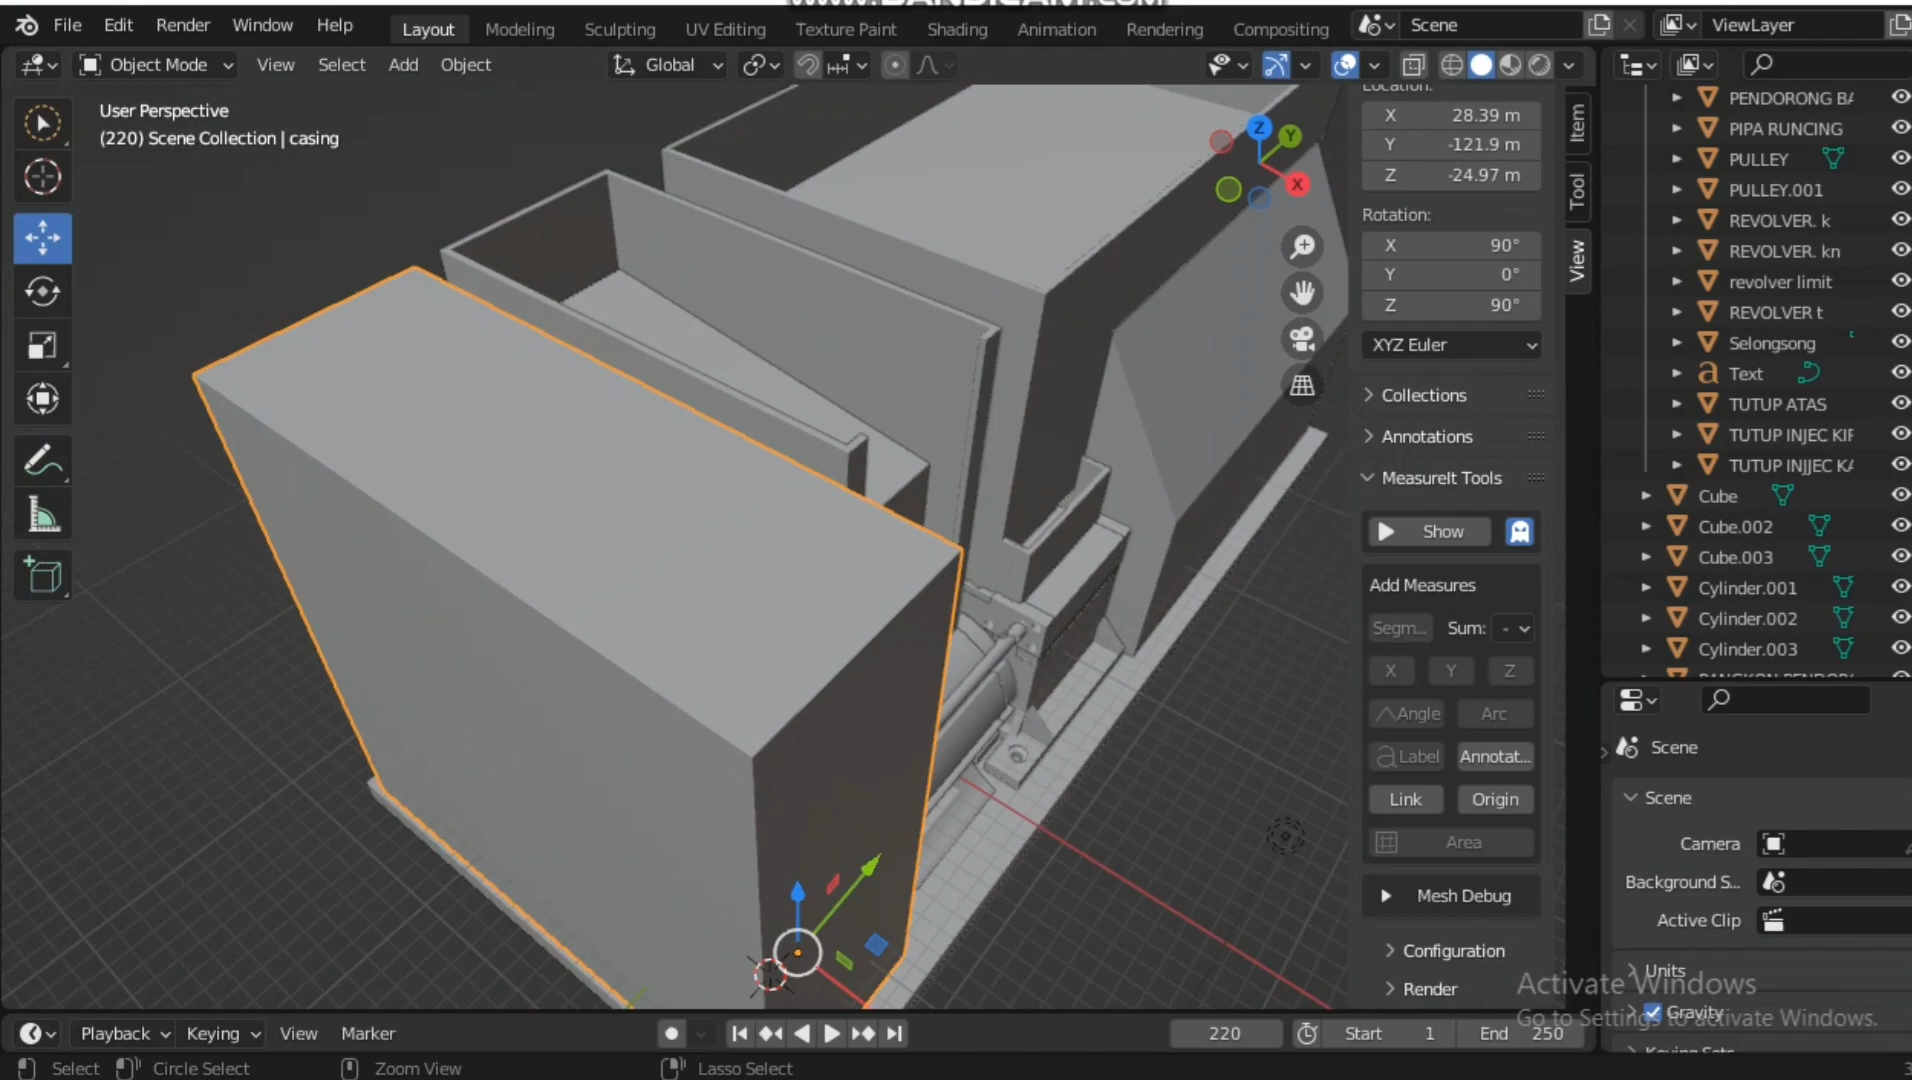 File Edit Render Window Help Layout Modeling Sculpting UV Editing Texture Paint Shading Animation Rendering Compositing Scene ViewLayer
Object Mode View Select Add Object Global
User Perspective
(220) Scene Collection | casing
Z
Y
X
Location:
X 28.39 m
Y -121.9 m
Z -24.97 m
Rotation:
X 90°
Y 0°
Z 90°
XYZ Euler
Collections
Annotations
MeasureIt Tools
Show
Add Measures
Segm... Sum: -
X Y Z
Angle Arc
Label Annotat...
Link Origin
Area
Mesh Debug
Configuration
Render
Item
Tool
View
PENDORONG BA
PIPA RUNCING
PULLEY
PULLEY.001
REVOLVER. k
REVOLVER. kn
revolver limit
REVOLVER t
Selongsong
Text
TUTUP ATAS
TUTUP INJEC KIF
TUTUP INJJEC KA
Cube
Cube.002
Cube.003
Cylinder.001
Cylinder.002
Cylinder.003
Scene
Scene
Camera
Background S...
Active Clip
Units
Gravity
Keying Sets
Activate Windows
Go to Settings to activate Windows.
Playback Keying View Marker 220 Start 1 End 250
Select Circle Select Zoom View Lasso Select